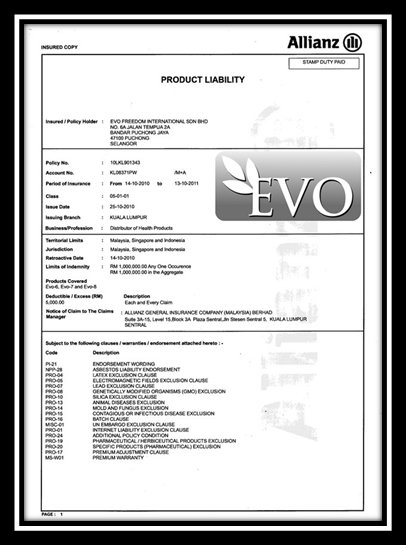 INSURED COPY
Allianz
STAMP DUTY PAID
PRODUCT LIABILITY
Insured / Policy Holder : EVO FREEDOM INTERNATIONAL SDN BHD
NO. 6A JALAN TEMPUA 2A
BANDAR PUCHONG JAYA
47100 PUCHONG
SELANGOR
Policy No. : 10LKL901343
Account No. : KL08371PW /M+A
Period of Insurance : From 14-10-2010 to 13-10-2011
Class : 05-01-01
Issue Date : 25-10-2010
Issuing Branch : KUALA LUMPUR
Business/Profession : Distributor of Health Products
EVO
Territorial Limits : Malaysia, Singapore and Indonesia
Jurisdiction : Malaysia, Singapore and Indonesia
Retroactive Date : 14-10-2010
Limits of Indemnity : RM 1,000,000.00 Any One Occurence
RM 1,000,000.00 in the Aggregate
Products Covered
Evo-6, Evo-7 and Evo-8
Deductible / Excess (RM) Description
5,000.00 Each and Every Claim
Notice of Claim to The Claims Manager : ALLIANZ GENERAL INSURANCE COMPANY (MALAYSIA) BERHAD
Suite 3A-15, Level 15,Block 3A Plaza Sentral,Jln Stesen Sentral 5, KUALA LUMPUR
SENTRAL
Subject to the following clauses / warranties / endorsement attached hereto : -
Code Description
PI-21 ENDORSEMENT WORDING
NPP-26 ASBESTOS LIABILITY ENDORSEMENT
PRO-04 LATEX EXCLUSION CLAUSE
PRO-05 ELECTROMAGNETIC FIELDS EXCLUSION CLAUSE
PRO-07 LEAD EXCLUSION CLAUSE
PRO-08 GENETICALLY MODIFIED ORGANISMS (GMO) EXCLUSION
PRO-10 SILICA EXCLUSION CLAUSE
PRO-13 ANIMAL DISEASES EXCLUSION
PRO-14 MOLD AND FUNGUS EXCLUSION
PRO-15 CONTAGIOUS OR INFECTIOUS DISEASE EXCLUSION
PRO-16 BATCH CLAUSE
MISC-01 UN EMBARGO EXCLUSION CLAUSE
PRO-01 INTERNET LIABILITY EXCLUSION CLAUSE
PRO-24 ADDITIONAL POLICY CONDITION
PRO-19 PHARMACEUTICAL / HERBICEUTICAL PRODUCTS EXCLUSION
PRO-20 SPECIFIC PRODUCTS EXCLUSION
PRO-17 PREMIUM ADJUSTMENT CLAUSE
MS-W01 PREMIUM WARRANTY
PAGE : 1